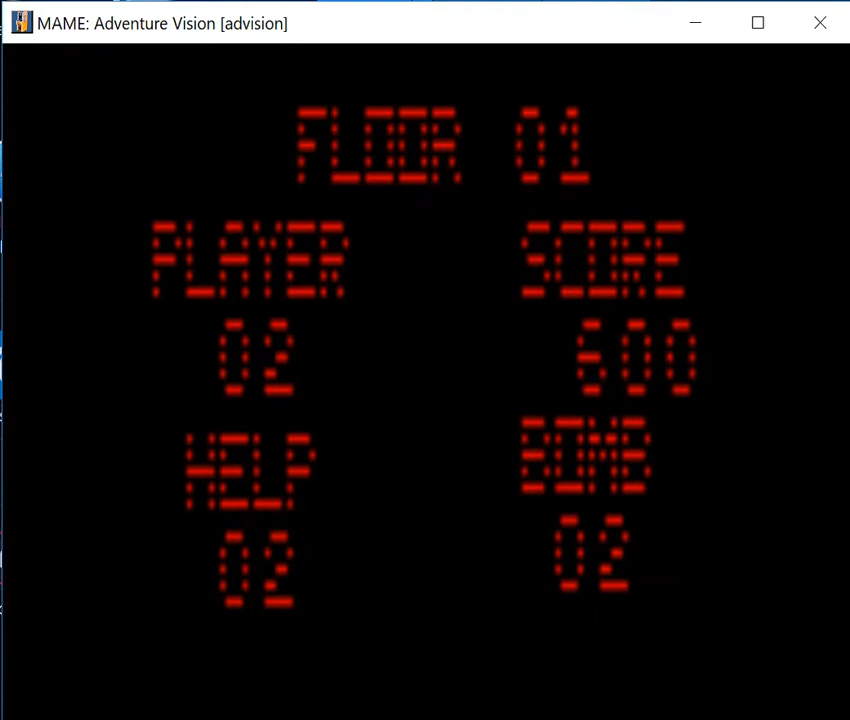 MAME: Adventure Vision [advision]
FLOOR 01
PLAYER SCORE
02 600
HELP BOMB
02 02